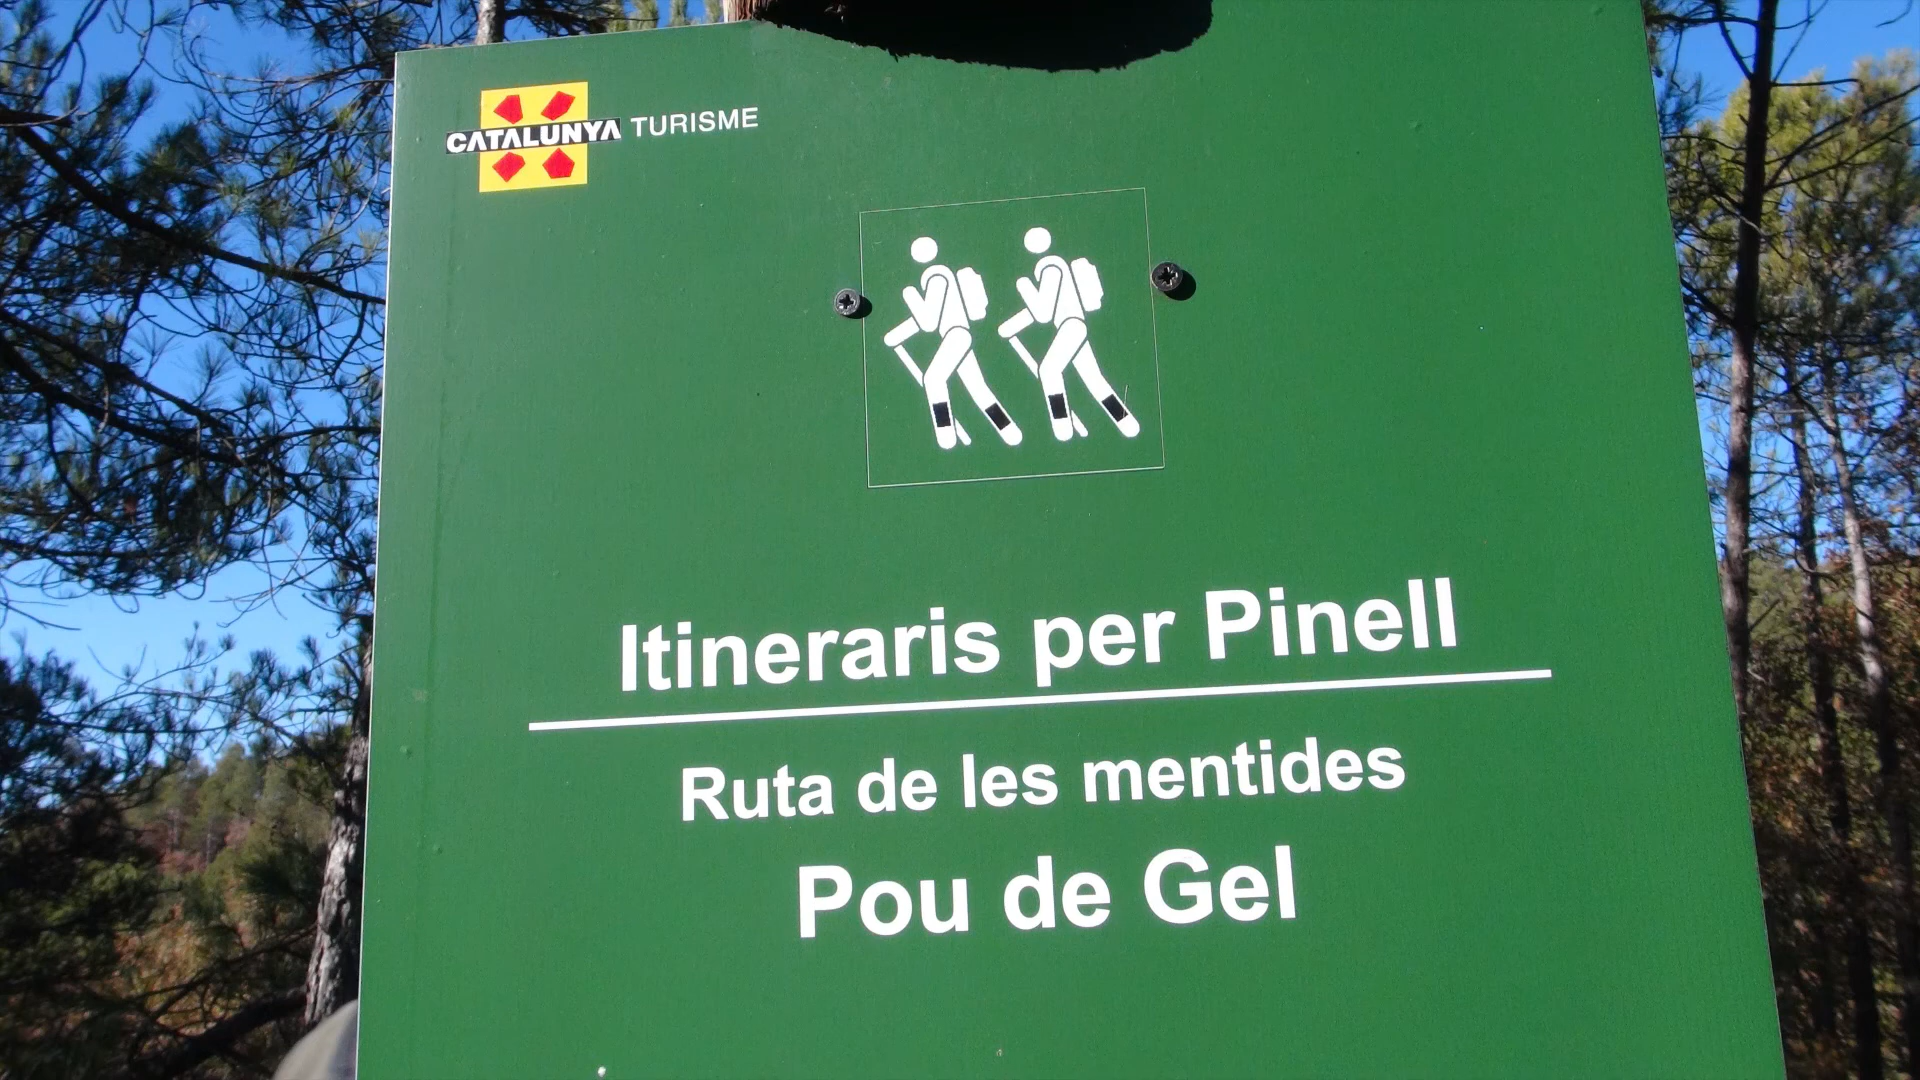 CATALUNYA TURISME
Itineraris per Pinell
Ruta de les mentides
Pou de Gel